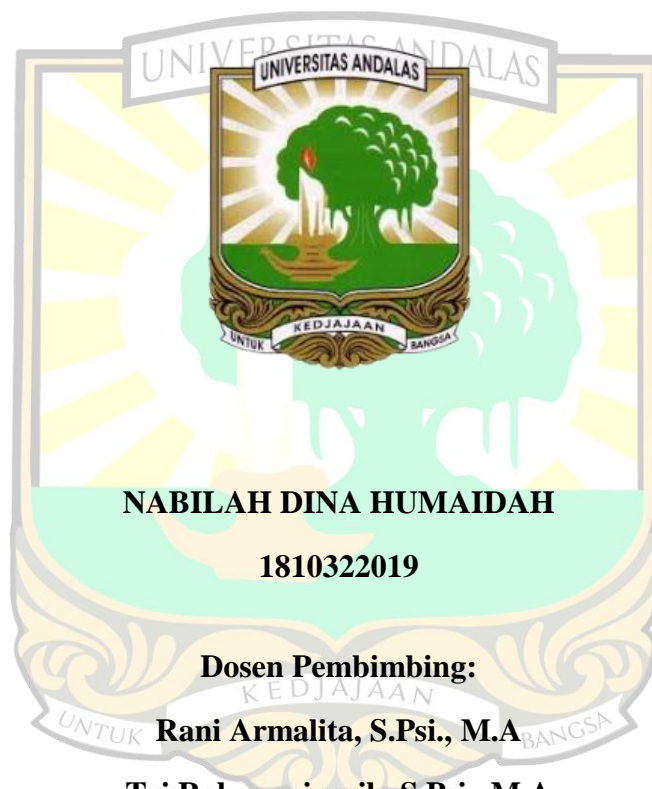 UNIVERSITAS ANDALAS
UNIVERSITAS ANDALAS
UNTUK KEDJAJAAN BANGSA
NABILAH DINA HUMAIDAH
1810322019
Dosen Pembimbing:
KEDJAJAAN
UNTUK BANGSA
Rani Armalita, S.Psi., M.A
Tri